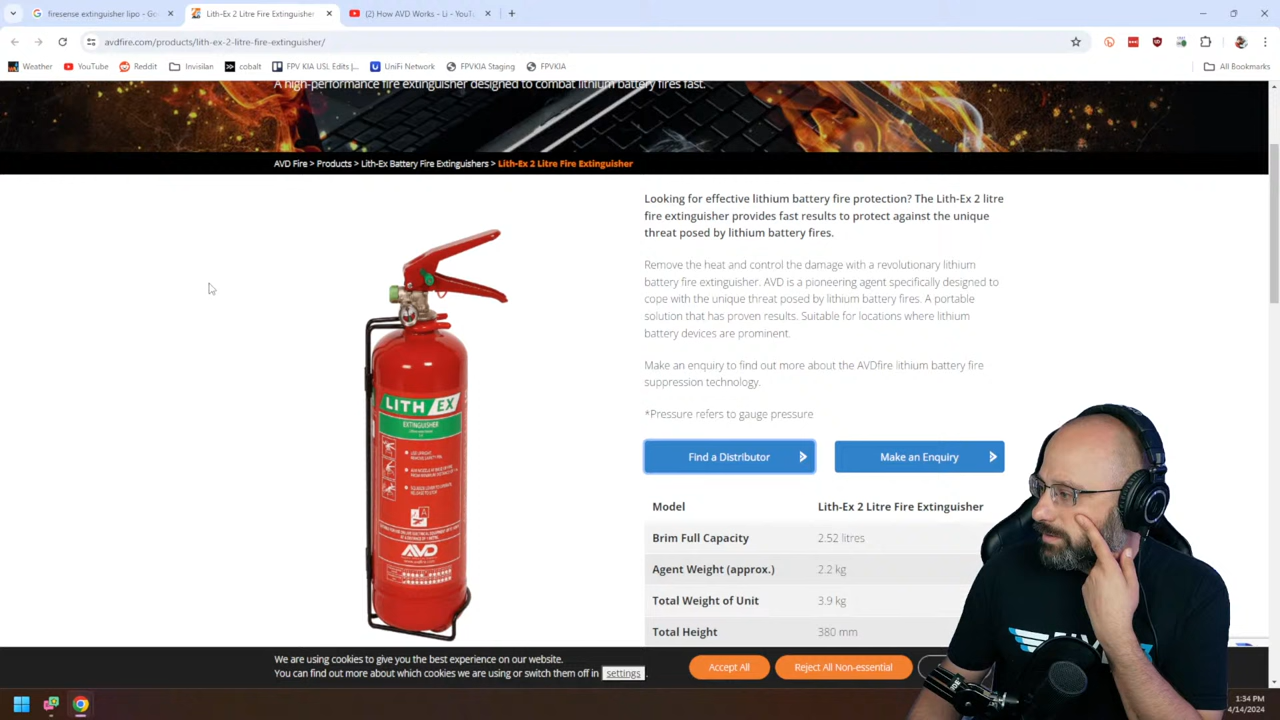 firesense extinguisher lipo - Go
Lith-Ex 2 Litre Fire Extinguisher
(2) How AVD Works - Li - YouT
avdfire.com/products/lith-ex-2-litre-fire-extinguisher/
Weather
YouTube
Reddit
Invisilan
cobalt
FPV KIA USL Edits |...
UniFi Network
FPVKIA Staging
FPVKIA
All Bookmarks
A high-performance fire extinguisher designed to combat lithium battery fires fast.
AVD Fire > Products > Lith-Ex Battery Fire Extinguishers > Lith-Ex 2 Litre Fire Extinguisher
Looking for effective lithium battery fire protection? The Lith-Ex 2 litre
fire extinguisher provides fast results to protect against the unique
threat posed by lithium battery fires.
Remove the heat and control the damage with a revolutionary lithium
battery fire extinguisher. AVD is a pioneering agent specifically designed to
cope with the unique threat posed by lithium battery fires. A portable
solution that has proven results. Suitable for locations where lithium
battery devices are prominent.
Make an enquiry to find out more about the AVDfire lithium battery fire
suppression technology.
*Pressure refers to gauge pressure
Find a Distributor
Make an Enquiry
LITH EX
EXTINGUISHER
A
AVD
Model Lith-Ex 2 Litre Fire Extinguisher
Brim Full Capacity 2.52 litres
Agent Weight (approx.) 2.2 kg
Total Weight of Unit 3.9 kg
Total Height 380 mm
We are using cookies to give you the best experience on our website.
You can find out more about which cookies we are using or switch them off in settings.
Accept All
Reject All Non-essential
1:34 PM
4/14/2024